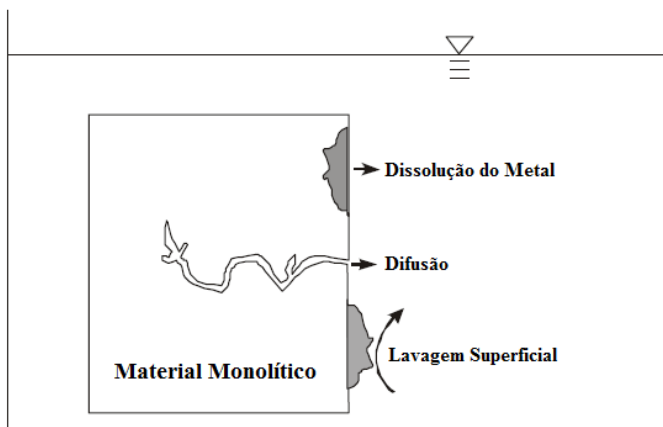 Dissolução do Metal
Difusão
Lavagem Superficial
Material Monolítico